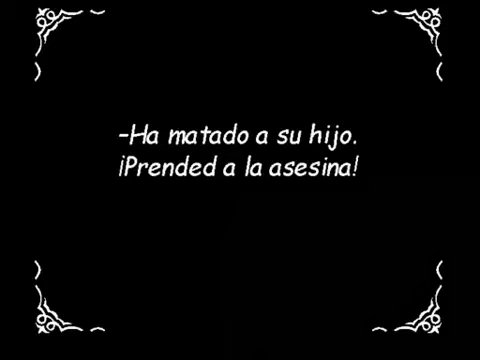 -Ha matado a su hijo.
¡Prended a la asesina!